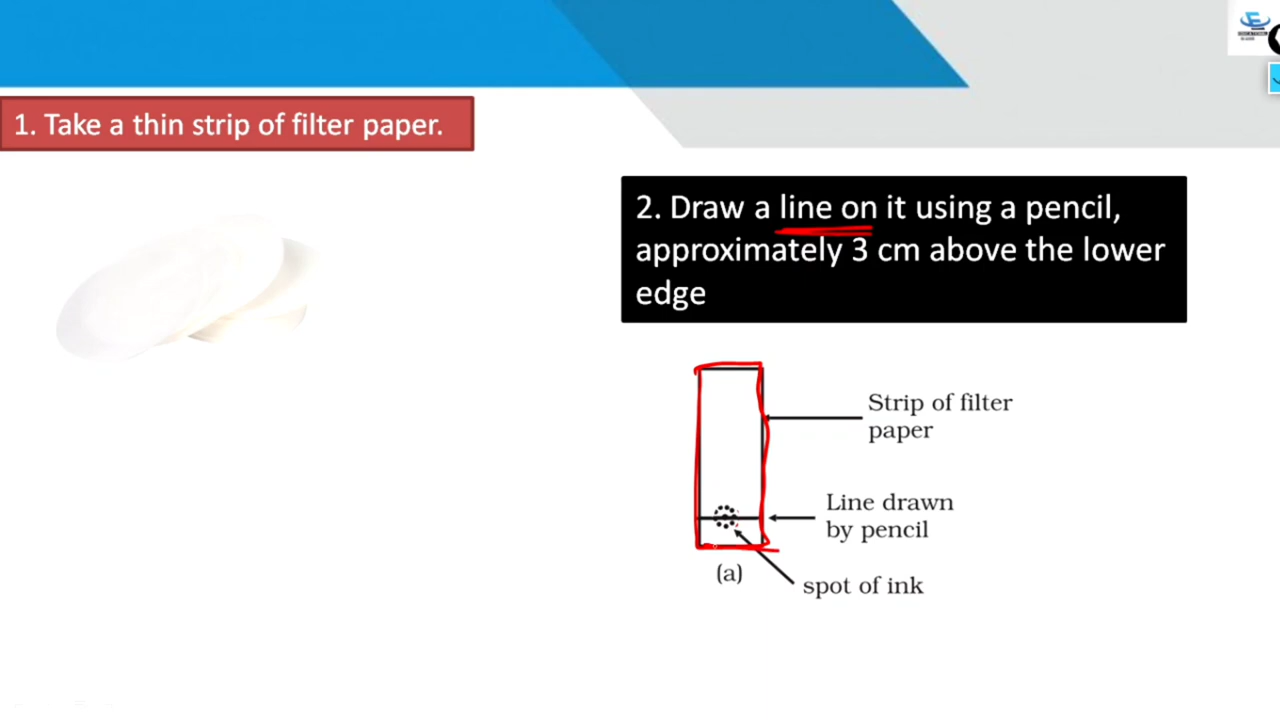 1. Take a thin strip of filter paper.
2. Draw a line on it using a pencil,
approximately 3 cm above the lower
edge
Strip of filter
paper
Line drawn
by pencil
(a)
spot of ink